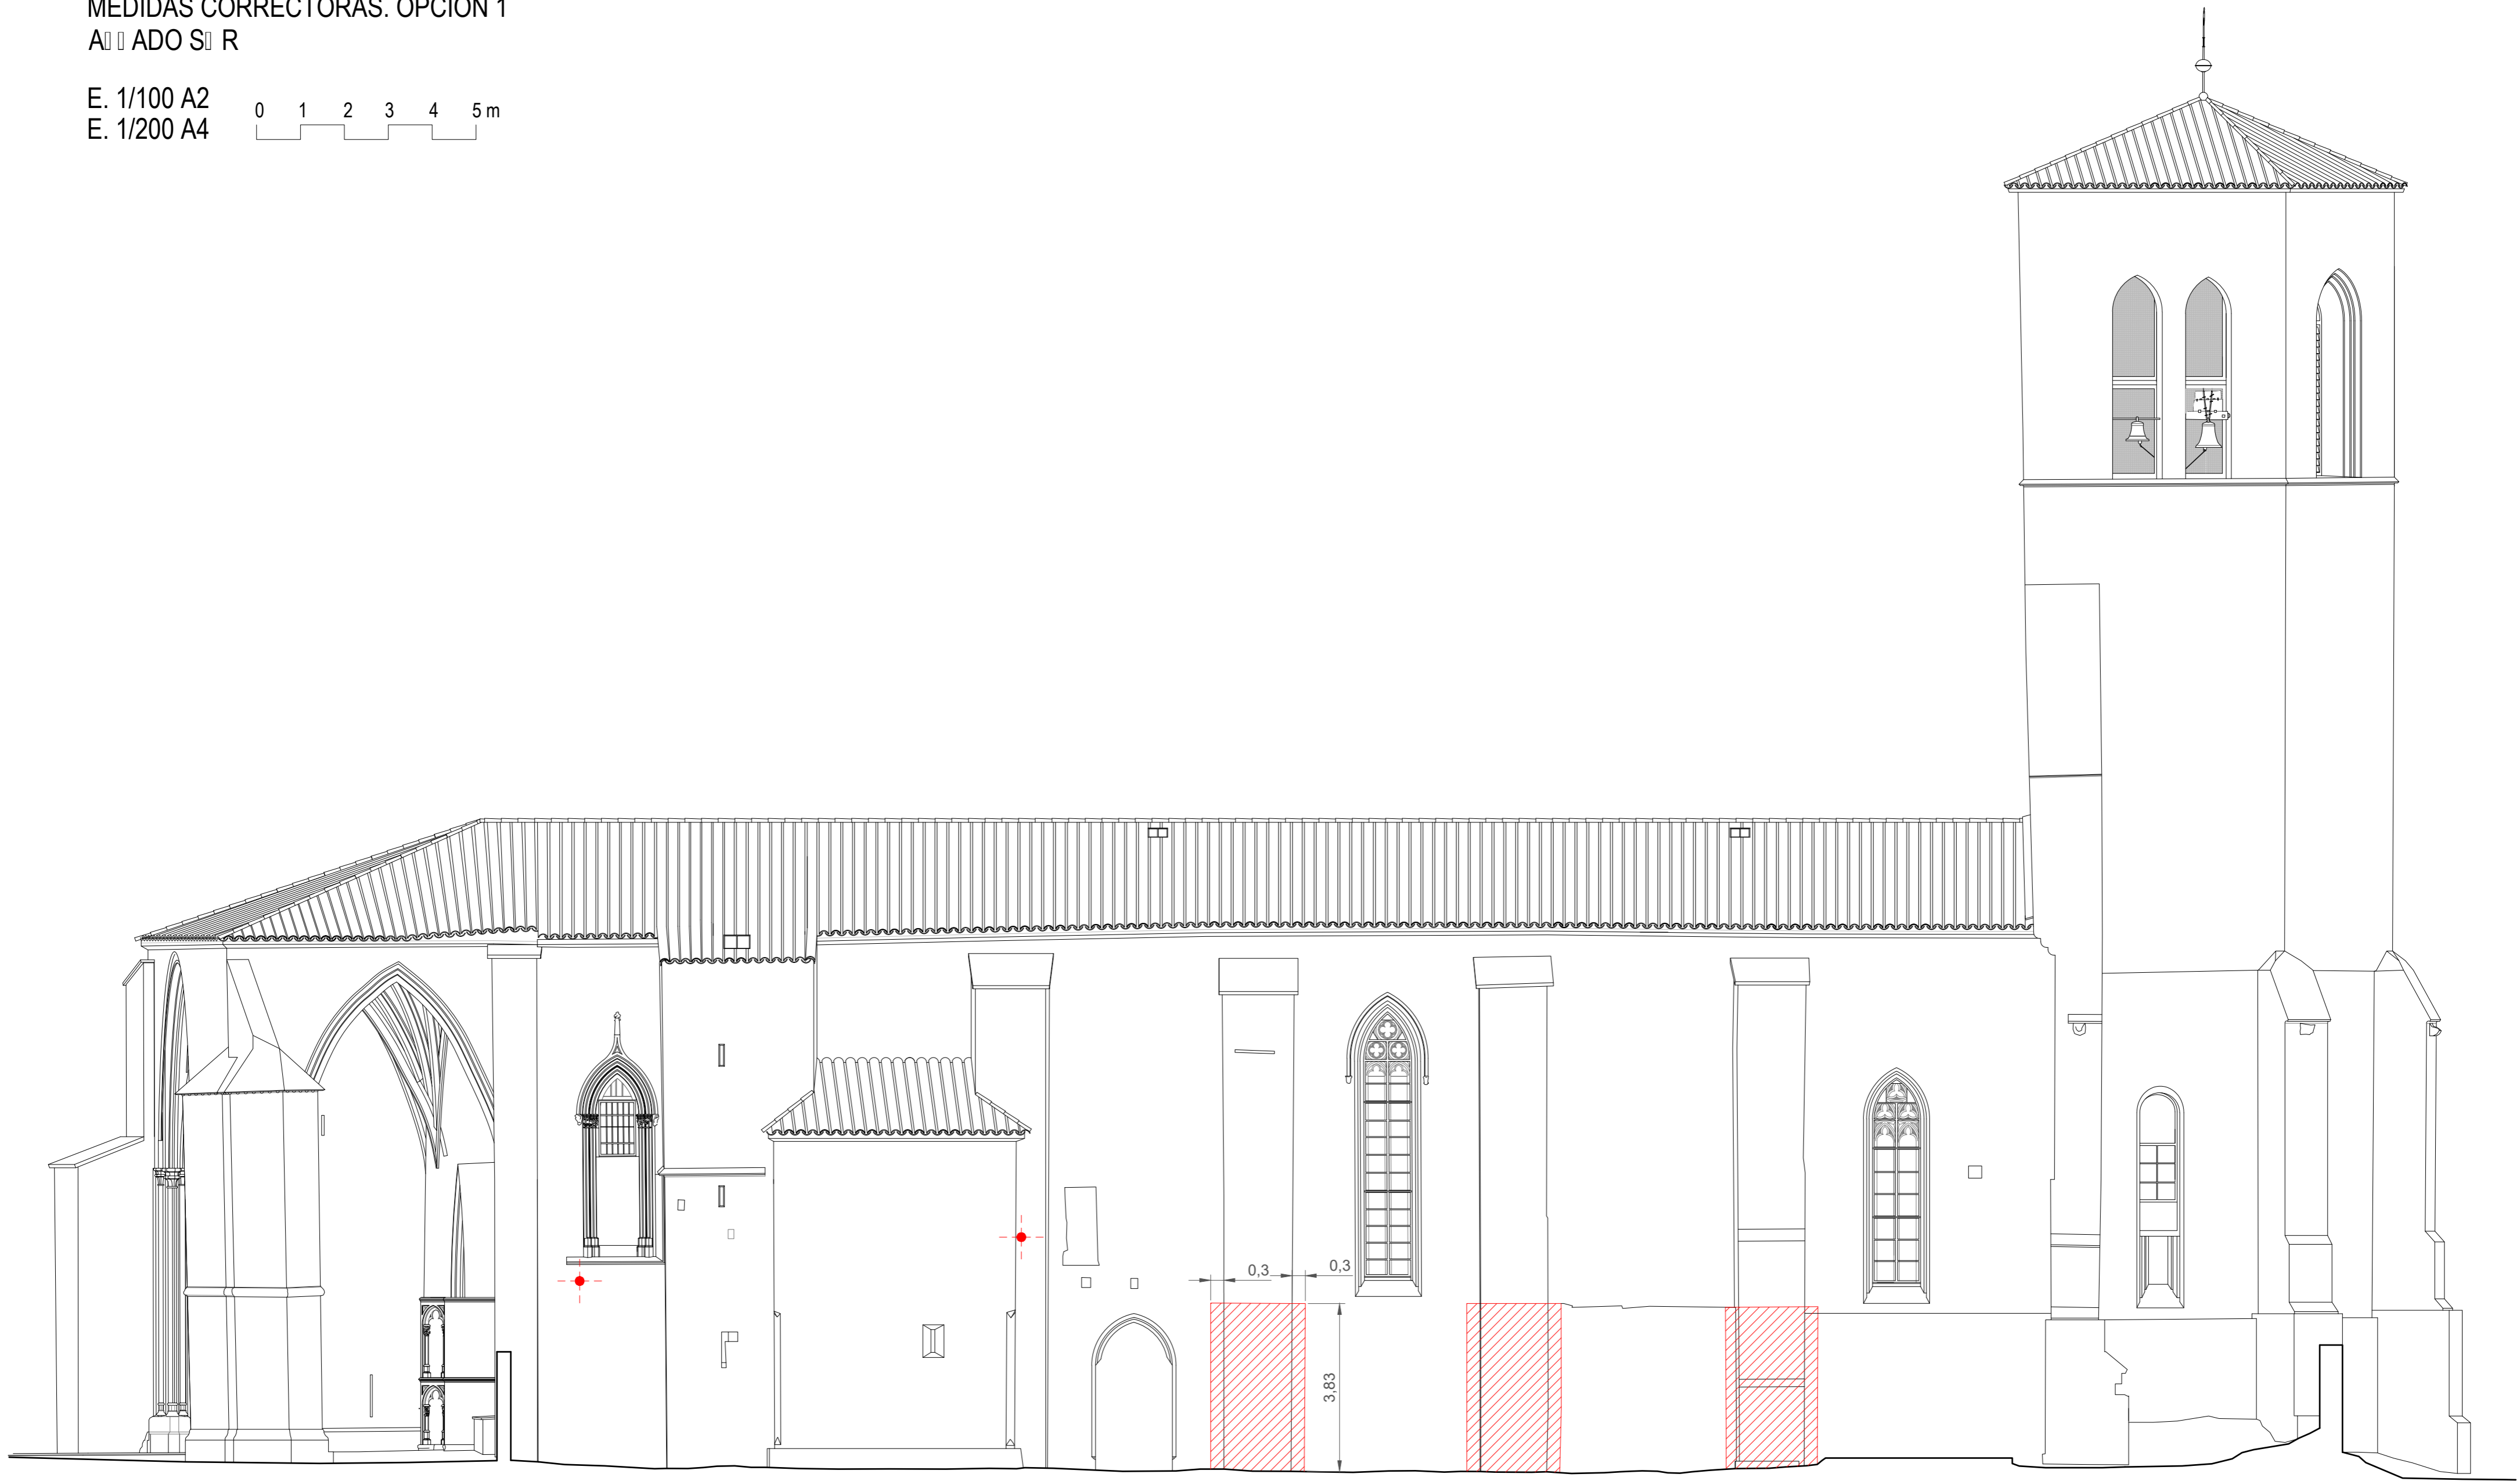 MEDIDAS CORRECTORAS. OPCION 1
E. 1/100 A2
E. 1/200 A4
0 1 2 3 4 5 m
0,3 0,3
3,83